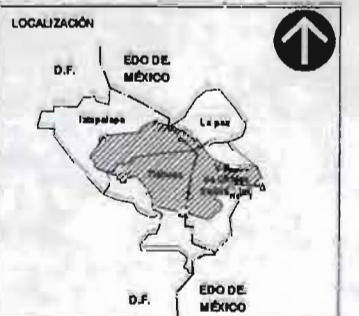 LOCALIZACIÓN
D.F.
EDO DE.
MÉXICO
Iztapalapa
La paz
D.F.
EDO DE.
MÉXICO